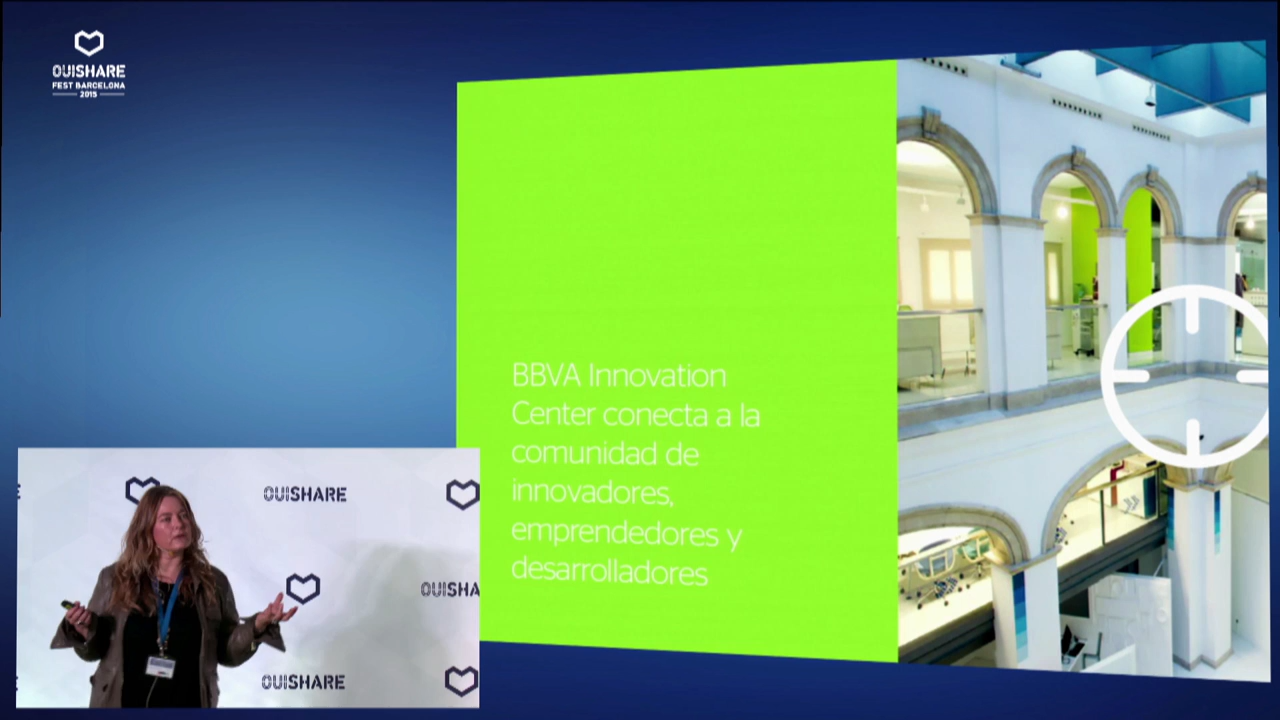 OUISHARE
FEST BARCELONA
2015
BBVA Innovation
Center conecta a la
comunidad de
innovadores,
emprendedores y
desarrolladores
OUISHARE
OUISHA
OUISHARE